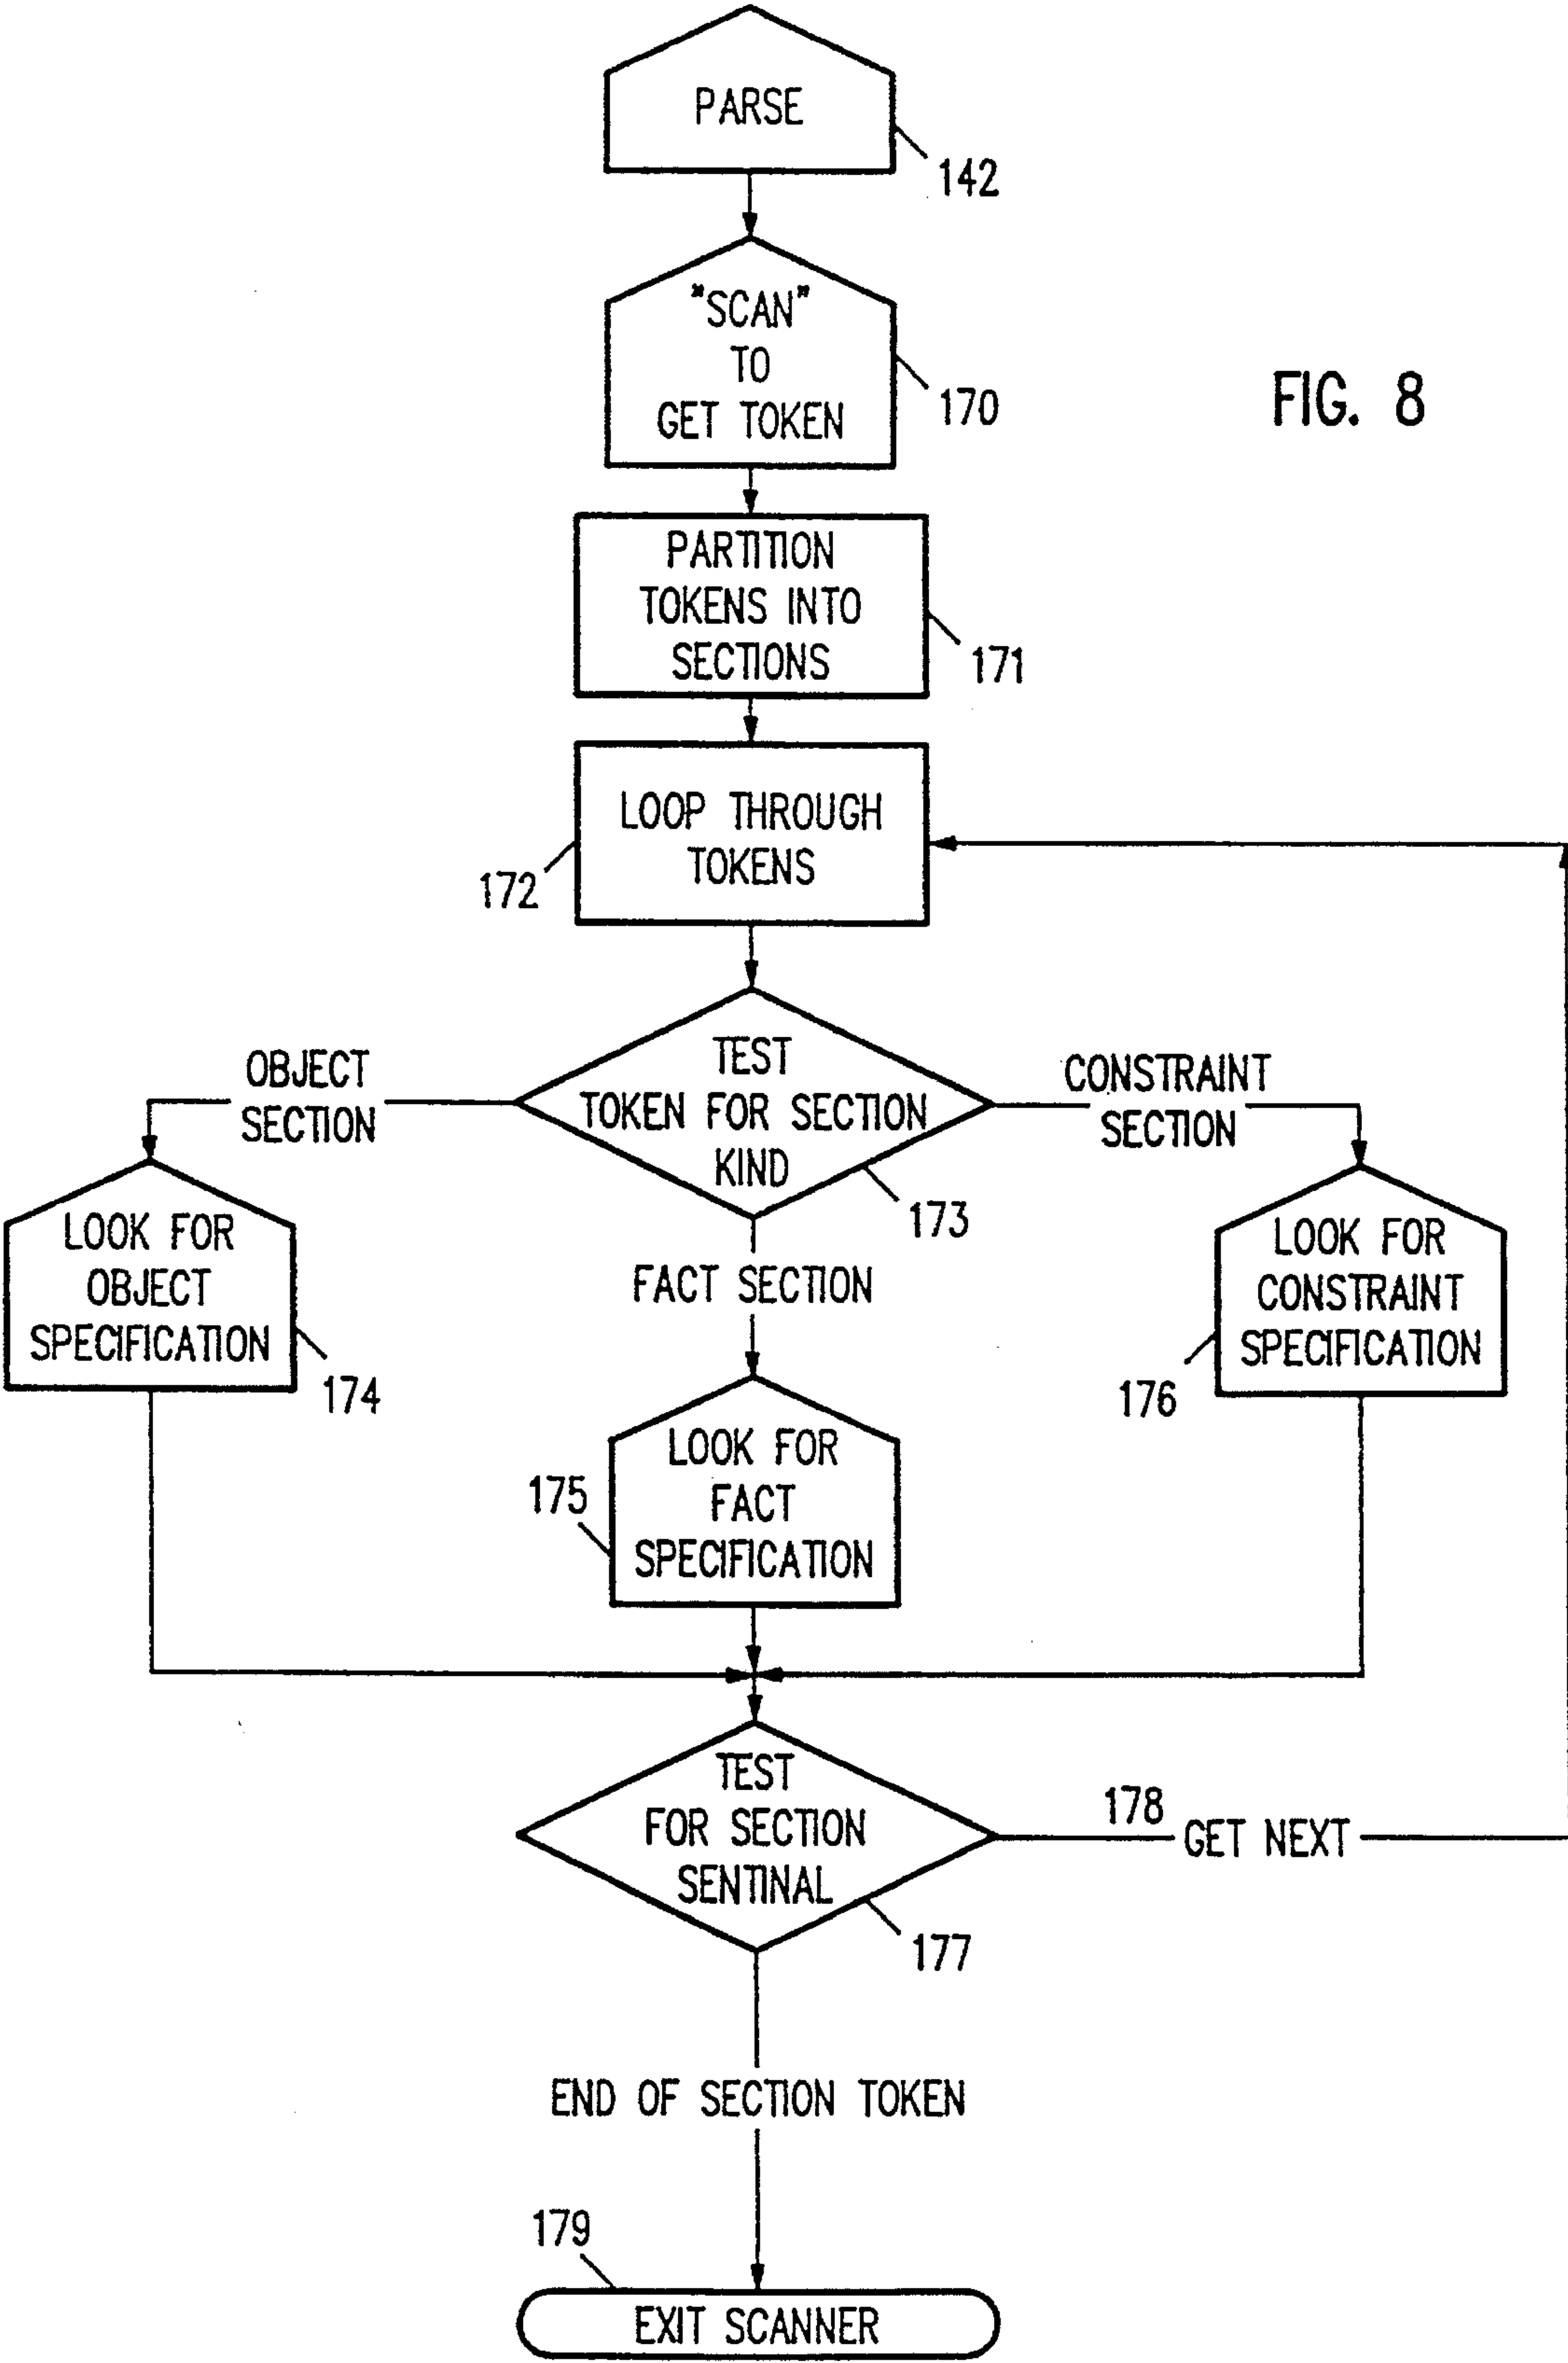 PARSE
142
"SCAN"
TO
GET TOKEN
170
FIG. 8
PARTITION
TOKENS INTO
SECTIONS
171
LOOP THROUGH
TOKENS
172
TEST
TOKEN FOR SECTION
KIND
173
OBJECT
SECTION
CONSTRAINT
SECTION
FACT SECTION
LOOK FOR
OBJECT
SPECIFICATION
174
LOOK FOR
FACT
SPECIFICATION
175
LOOK FOR
CONSTRAINT
SPECIFICATION
176
TEST
FOR SECTION
SENTINAL
177
178
GET NEXT
END OF SECTION TOKEN
179
EXIT SCANNER